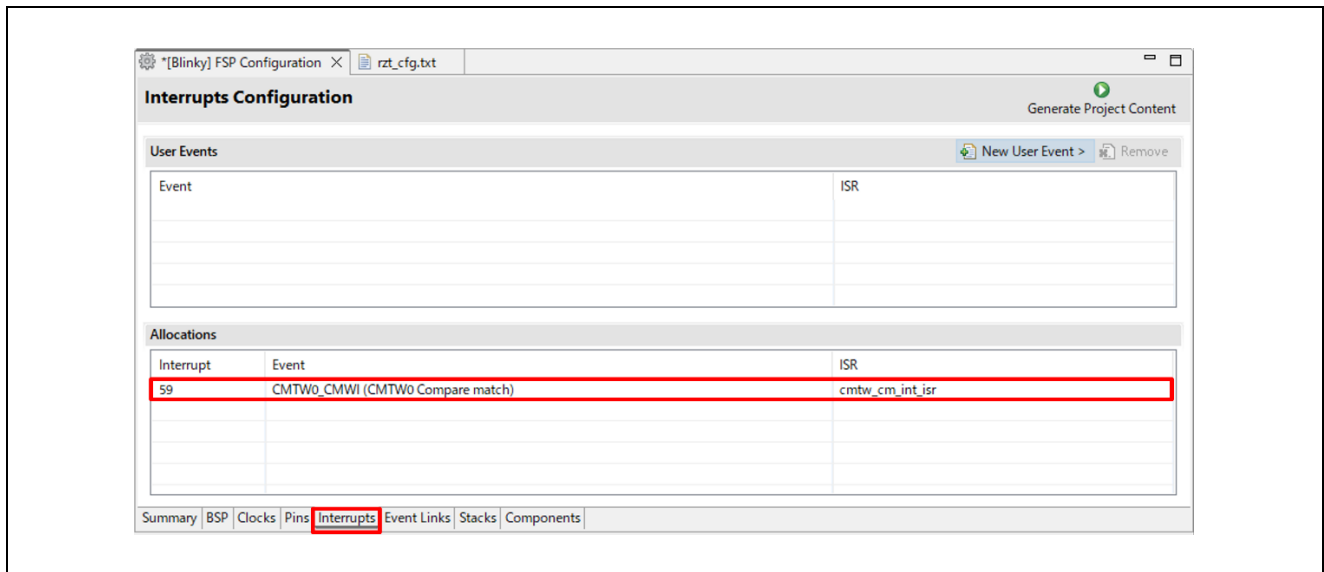 *[Blinky] FSP Configuration rzt_cfg.txt
Interrupts Configuration
Generate Project Content
User Events New User Event > Remove
Event ISR
Allocations
Interrupt Event ISR
59 CMTW0_CMWI (CMTW0 Compare match) cmtw_cm_int_isr
Summary BSP Clocks Pins Interrupts Event Links Stacks Components